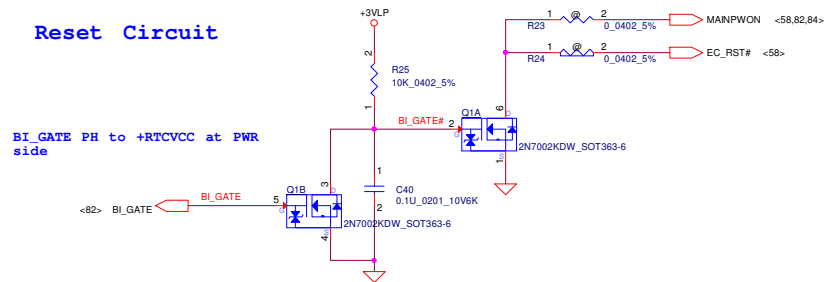 Reset Circuit
+3VLP
2
R25
10K_0402_5%
1
1 @ 2
R23 0_0402_5%
MAINPWON <58,82,84>
1 @ 2
R24 0_0402_5%
EC_RST# <58>
BI_GATE PH to +RTCVCC at PWR
side
BI_GATE# 2
Q1A
6
D
G
S
1
2N7002KDW_SOT363-6
<82> BI_GATE
BI_GATE 5
Q1B
3
D
G
S
4
2N7002KDW_SOT363-6
1
C40
0.1U_0201_10V6K
2